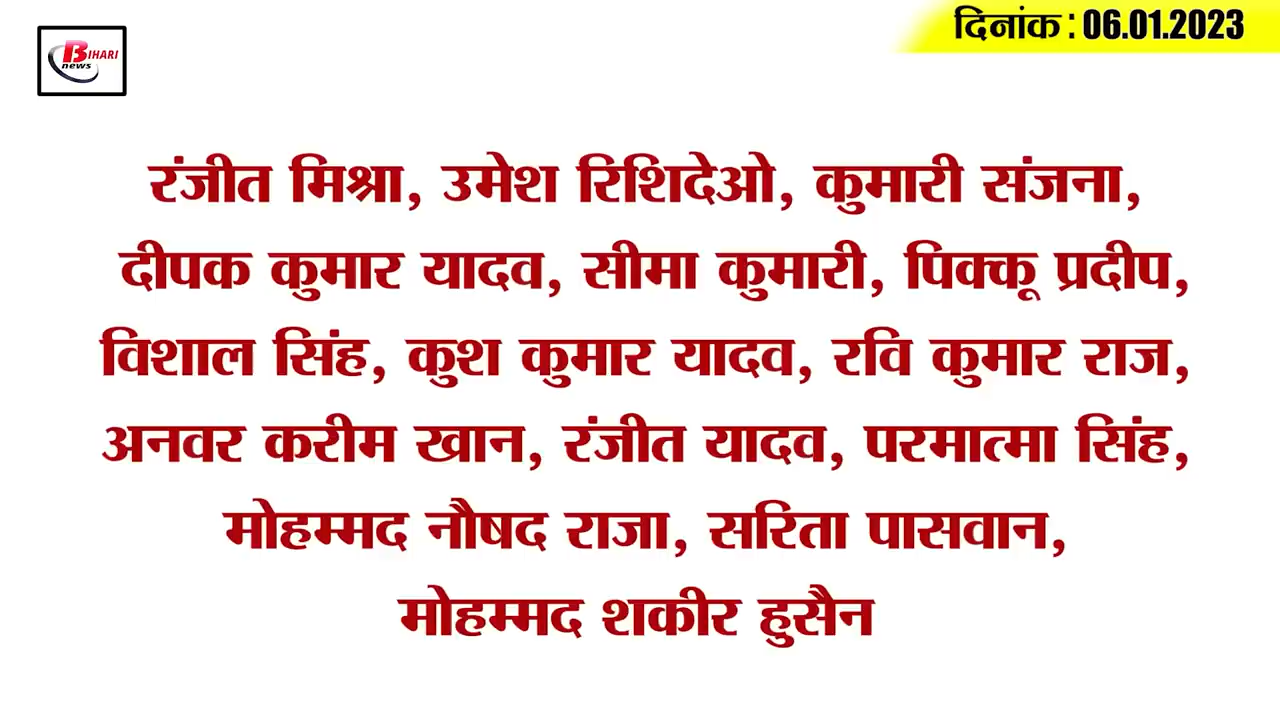 BIHARI
news
दिनांक : 06.01.2023
रंजीत मिश्रा, उमेश रिशिदेओ, कुमारी संजना,
दीपक कुमार यादव, सीमा कुमारी, पिक्कू प्रदीप,
विशाल सिंह, कुश कुमार यादव, रवि कुमार राज,
अनवर करीम खान, रंजीत यादव, परमात्मा सिंह,
मोहम्मद नौषद राजा, सरिता पासवान,
मोहम्मद शकीर हुसैन